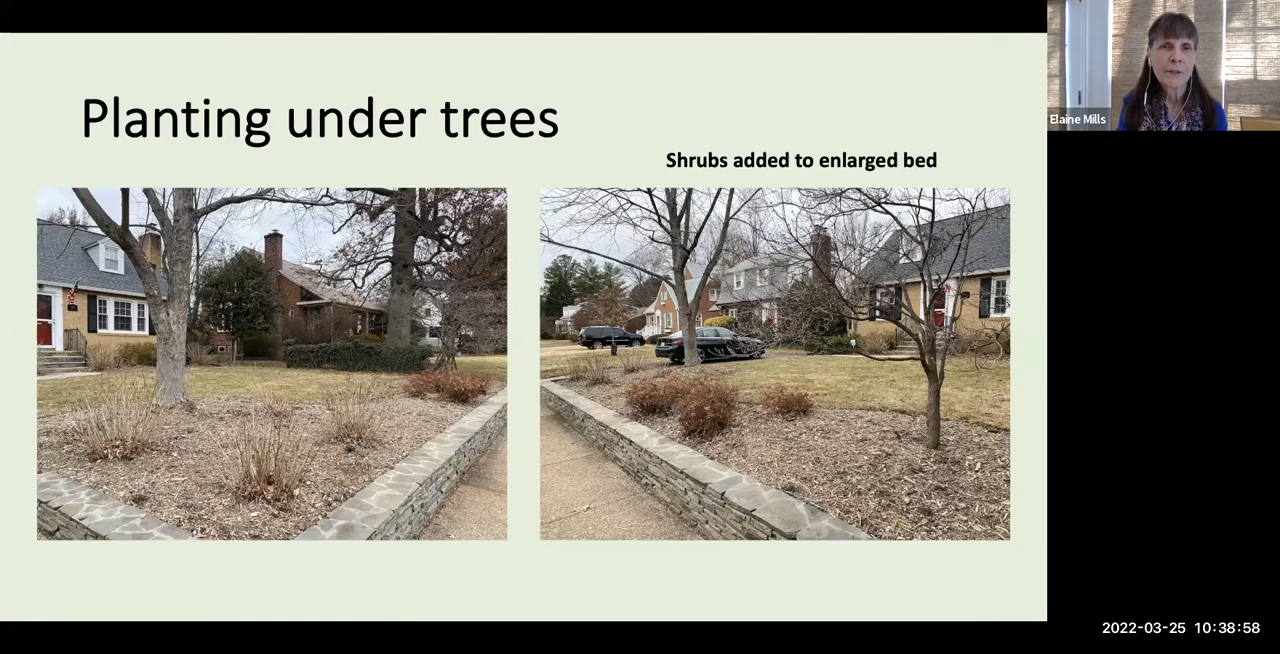 Planting under trees
Shrubs added to enlarged bed
Elaine Mills
2022-03-25 10:38:58